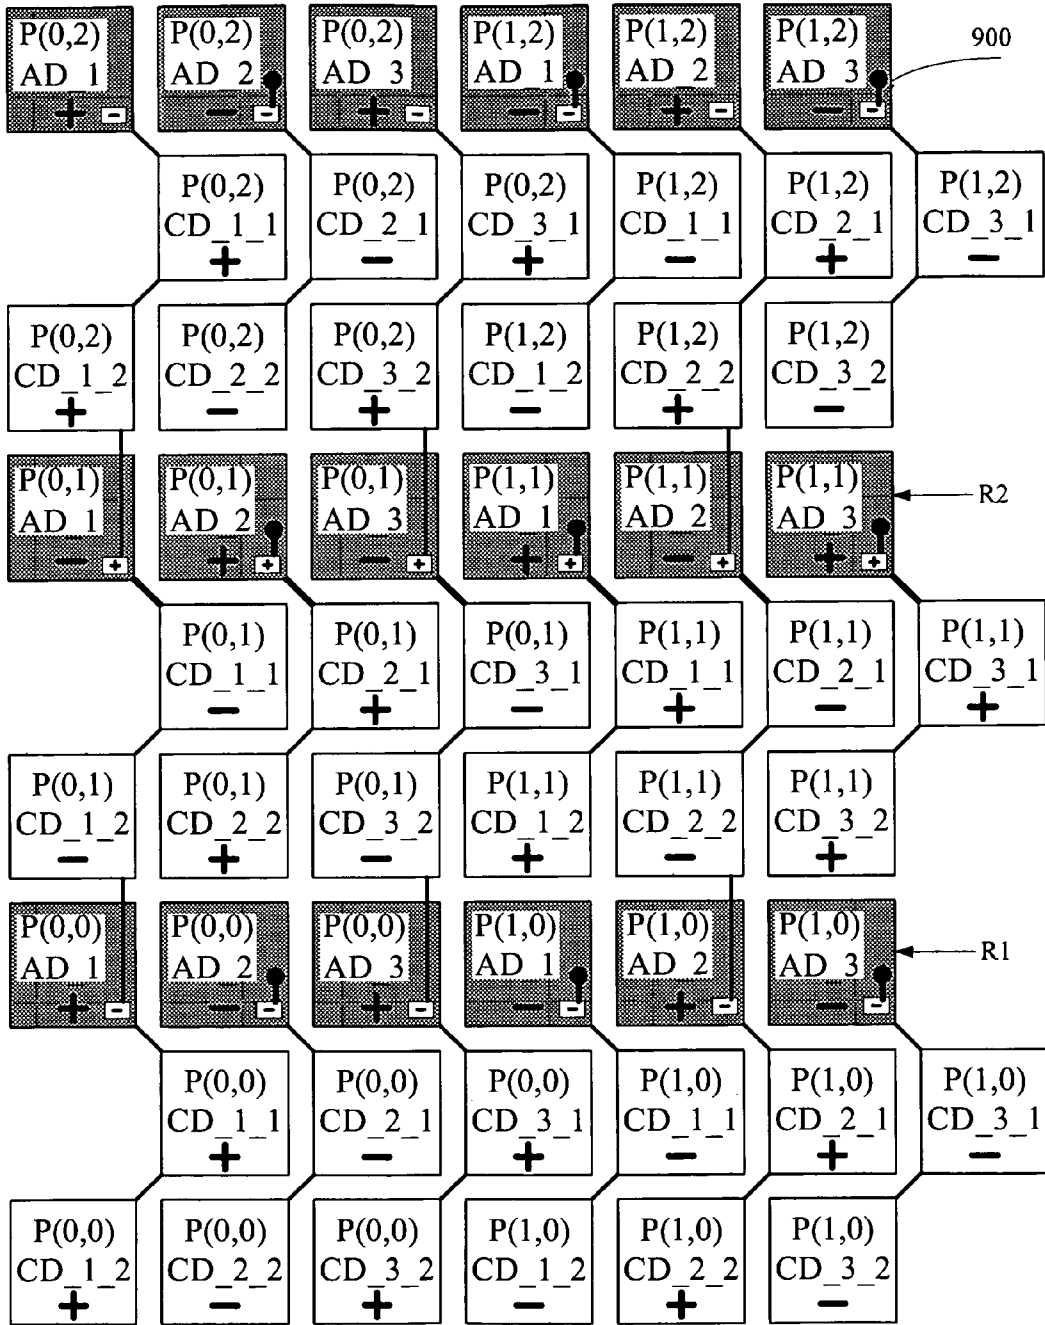 P(0,2) P(0,2) P(0,2) P(1,2) P(1,2) P(1,2) 900
AD_1 AD_2 AD_3 AD_1 AD_2 AD_3
+ - - - + - - - + - - -
P(0,2) P(0,2) P(0,2) P(1,2) P(1,2) P(1,2)
CD_1_1 CD_2_1 CD_3_1 CD_1_1 CD_2_1 CD_3_1
+ - + - + -
P(0,2) P(0,2) P(0,2) P(1,2) P(1,2) P(1,2)
CD_1_2 CD_2_2 CD_3_2 CD_1_2 CD_2_2 CD_3_2
+ - + - + -
P(0,1) P(0,1) P(0,1) P(1,1) P(1,1) P(1,1) R2
AD_1 AD_2 AD_3 AD_1 AD_2 AD_3
- + + + - + + + - + + +
P(0,1) P(0,1) P(0,1) P(1,1) P(1,1) P(1,1)
CD_1_1 CD_2_1 CD_3_1 CD_1_1 CD_2_1 CD_3_1
- + - + - +
P(0,1) P(0,1) P(0,1) P(1,1) P(1,1) P(1,1)
CD_1_2 CD_2_2 CD_3_2 CD_1_2 CD_2_2 CD_3_2
- + - + - +
P(0,0) P(0,0) P(0,0) P(1,0) P(1,0) P(1,0) R1
AD_1 AD_2 AD_3 AD_1 AD_2 AD_3
+ - - - + - - - + - - -
P(0,0) P(0,0) P(0,0) P(1,0) P(1,0) P(1,0)
CD_1_1 CD_2_1 CD_3_1 CD_1_1 CD_2_1 CD_3_1
+ - + - + -
P(0,0) P(0,0) P(0,0) P(1,0) P(1,0) P(1,0)
CD_1_2 CD_2_2 CD_3_2 CD_1_2 CD_2_2 CD_3_2
+ - + - + -